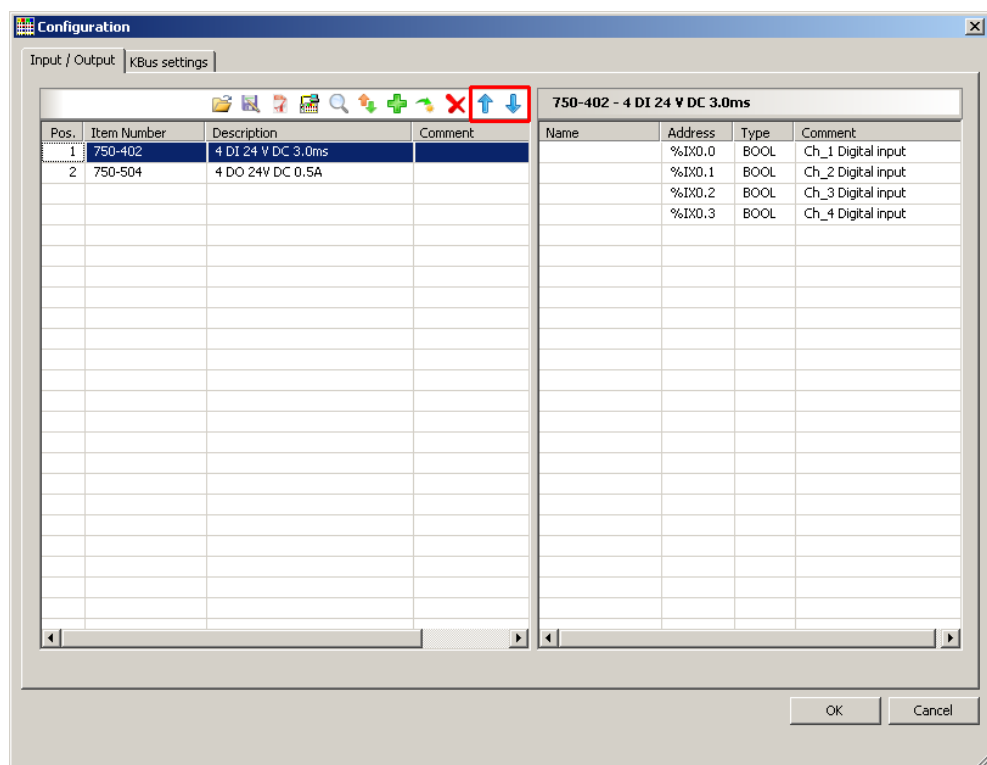 Configuration
Input / Output KBus settings
750-402 - 4 DI 24 V DC 3.0ms
Pos. Item Number Description Comment Name Address Type Comment
1 750-402 4 DI 24 V DC 3.0ms %IX0.0 BOOL Ch_1 Digital input
2 750-504 4 DO 24V DC 0.5A %IX0.1 BOOL Ch_2 Digital input
%IX0.2 BOOL Ch_3 Digital input
%IX0.3 BOOL Ch_4 Digital input
OK Cancel